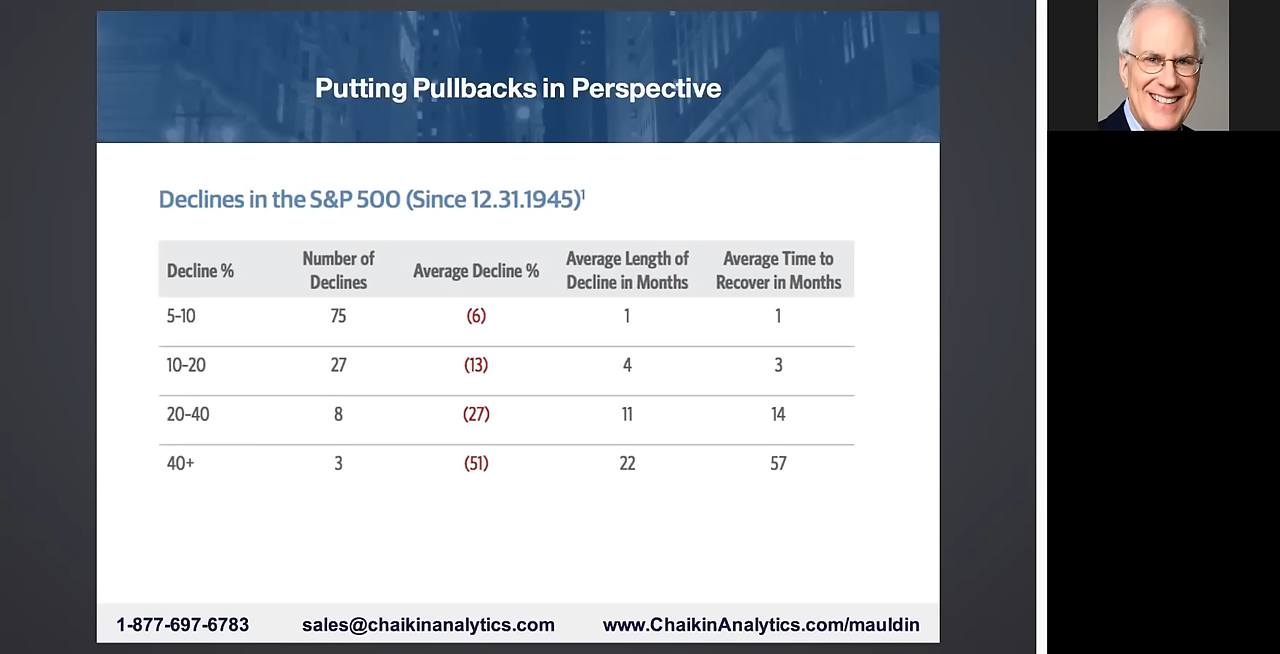 Putting Pullbacks in Perspective
Declines in the S&P 500 (Since 12.31.1945)¹
Decline % Number of Declines Average Decline % Average Length of Decline in Months Average Time to Recover in Months
5-10 75 (6) 1 1
10-20 27 (13) 4 3
20-40 8 (27) 11 14
40+ 3 (51) 22 57
1-877-697-6783 sales@chaikinanalytics.com www.ChaikinAnalytics.com/mauldin